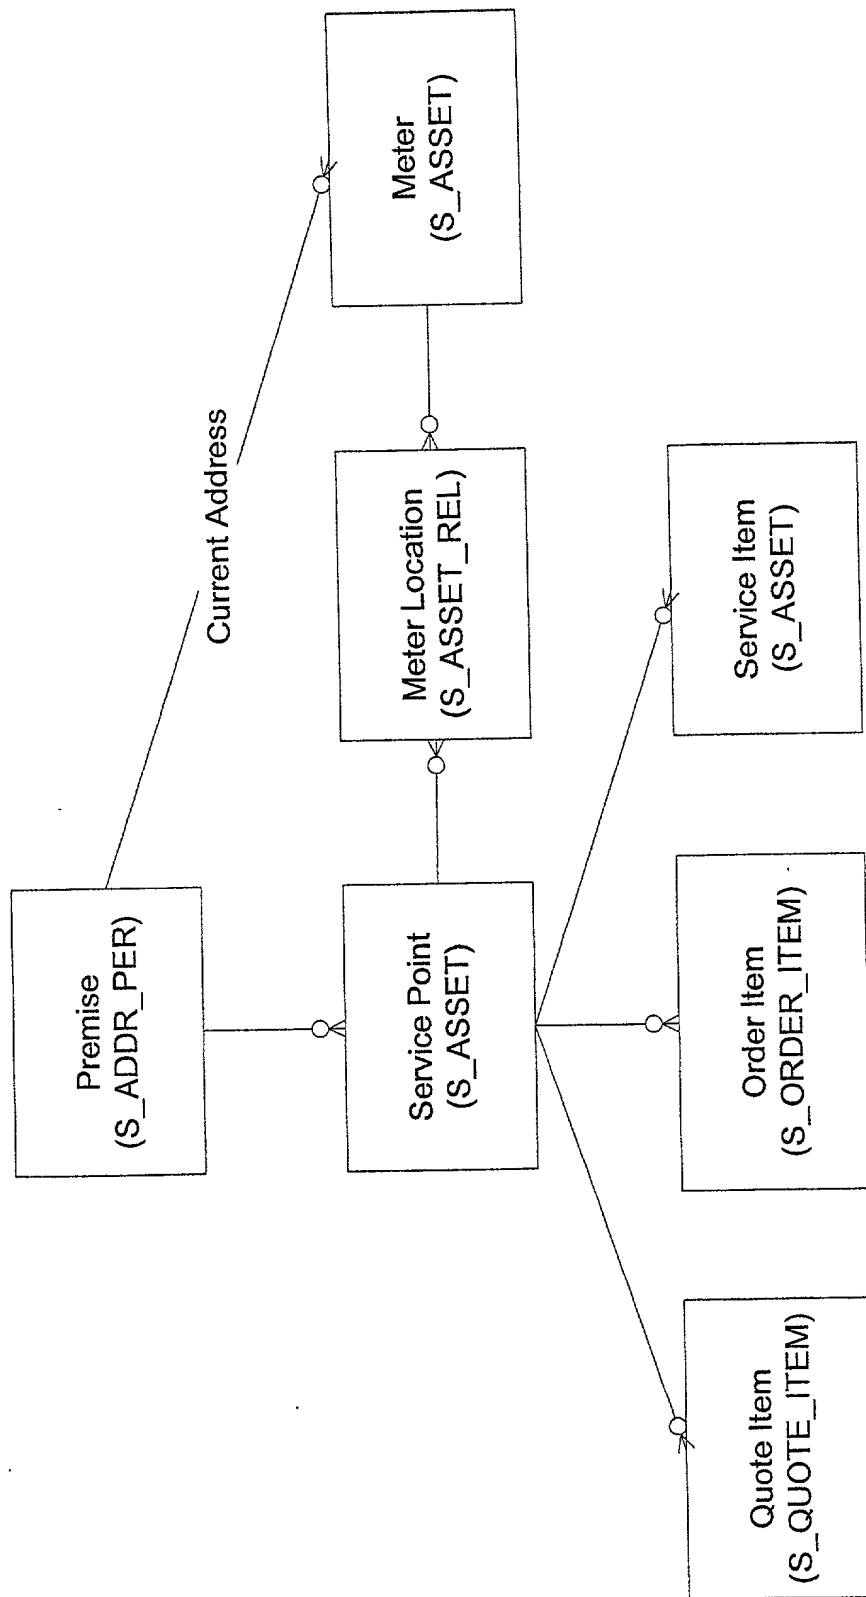 Premise
(S_ADDR_PER)
Current Address
Service Point
(S_ASSET)
Meter Location
(S_ASSET_REL)
Meter
(S_ASSET)
Quote Item
(S_QUOTE_ITEM)
Order Item
(S_ORDER_ITEM)
Service Item
(S_ASSET)